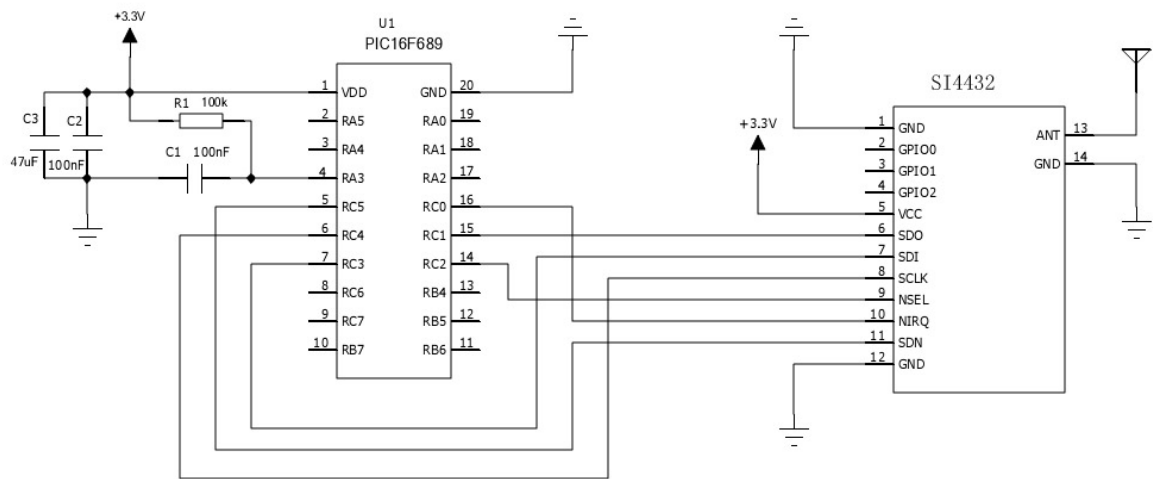 +3.3V
U1
PIC16F689
C3
C2
47uF
100nF
R1 100k
C1 100nF
1 VDD GND 20
2 RA5 RA0 19
3 RA4 RA1 18
4 RA3 RA2 17
5 RC5 RC0 16
6 RC4 RC1 15
7 RC3 RC2 14
8 RC6 RB4 13
9 RC7 RB5 12
10 RB7 RB6 11
+3.3V
SI4432
1 GND
2 GPIO0
3 GPIO1
4 GPIO2
5 VCC
6 SDO
7 SDI
8 SCLK
9 NSEL
10 NIRQ
11 SDN
12 GND
ANT 13
GND 14